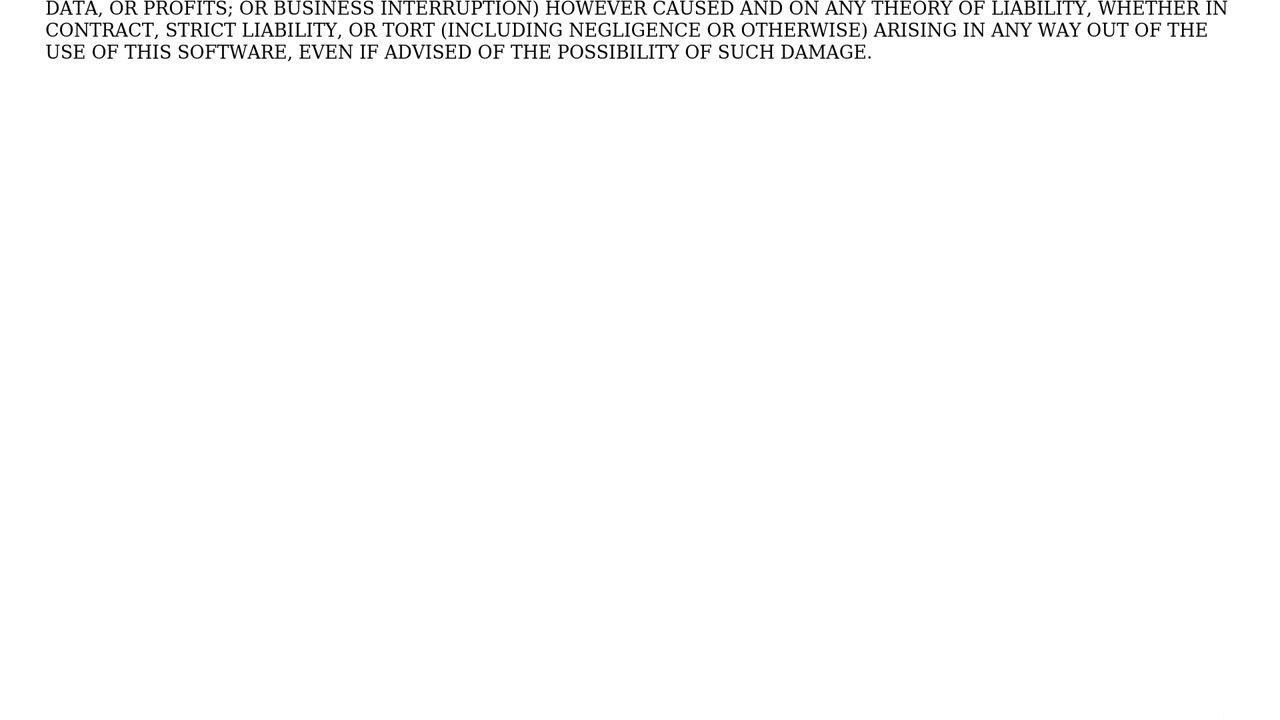 DATA, OR PROFITS; OR BUSINESS INTERRUPTION) HOWEVER CAUSED AND ON ANY THEORY OF LIABILITY, WHETHER IN
CONTRACT, STRICT LIABILITY, OR TORT (INCLUDING NEGLIGENCE OR OTHERWISE) ARISING IN ANY WAY OUT OF THE
USE OF THIS SOFTWARE, EVEN IF ADVISED OF THE POSSIBILITY OF SUCH DAMAGE.